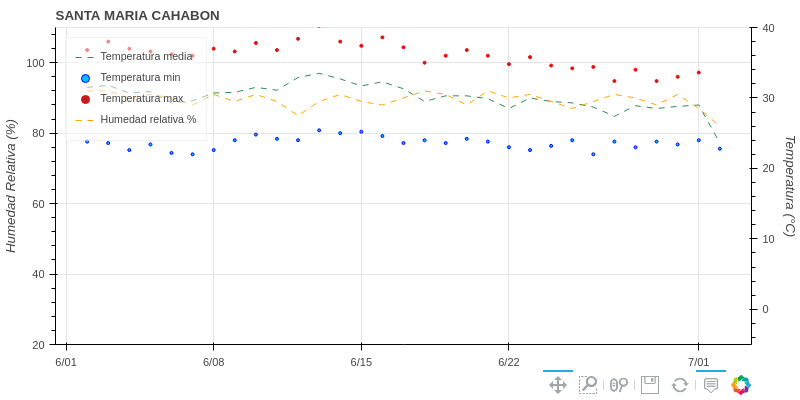 SANTA MARIA CAHABON
Temperatura media
Temperatura min
Temperatura max
Humedad relativa %
Humedad Relativa (%)
100
80
60
40
20
Temperatura (°C)
40
30
20
10
0
6/01
6/08
6/15
6/22
7/01